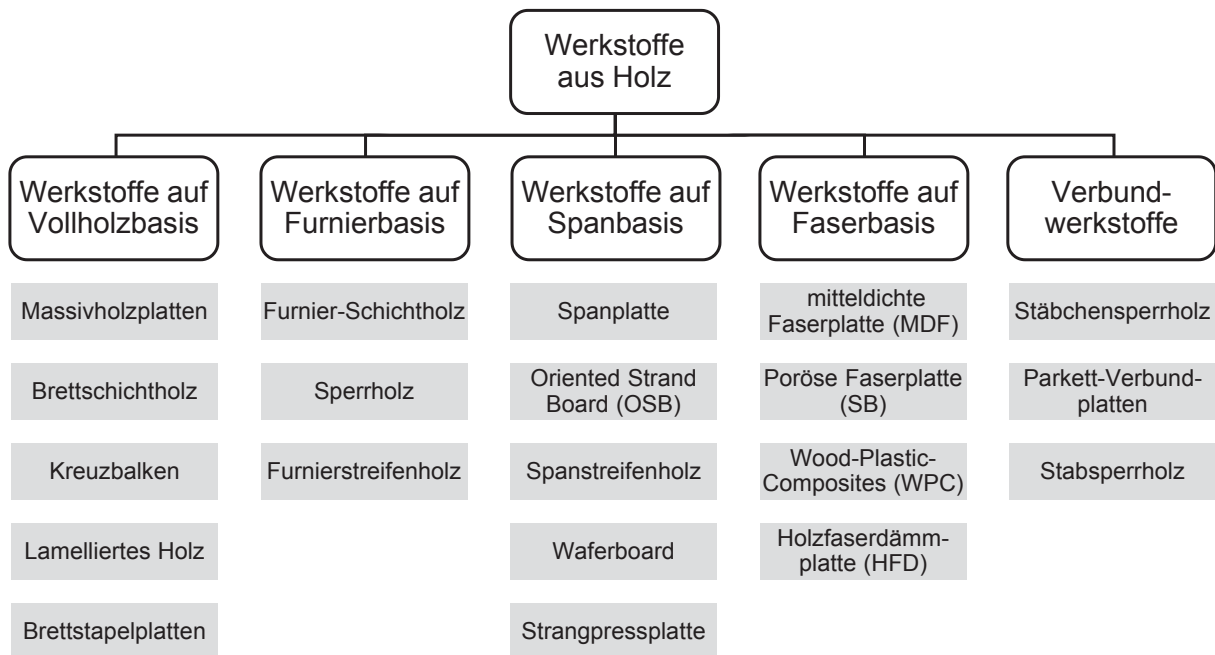 Werkstoffe
aus Holz
Werkstoffe auf
Vollholzbasis
Werkstoffe auf
Furnierbasis
Werkstoffe auf
Spanbasis
Werkstoffe auf
Faserbasis
Verbund-
werkstoffe
Massivholzplatten
Brettschichtholz
Kreuzbalken
Lamelliertes Holz
Brettstapelplatten
Furnier-Schichtholz
Sperrholz
Furnierstreifenholz
Spanplatte
Oriented Strand
Board (OSB)
Spanstreifenholz
Waferboard
Strangpressplatte
mitteldichte
Faserplatte (MDF)
Poröse Faserplatte
(SB)
Wood-Plastic-
Composites (WPC)
Holzfaserdämm-
platte (HFD)
Stäbchensperrholz
Parkett-Verbund-
platten
Stabsperrholz